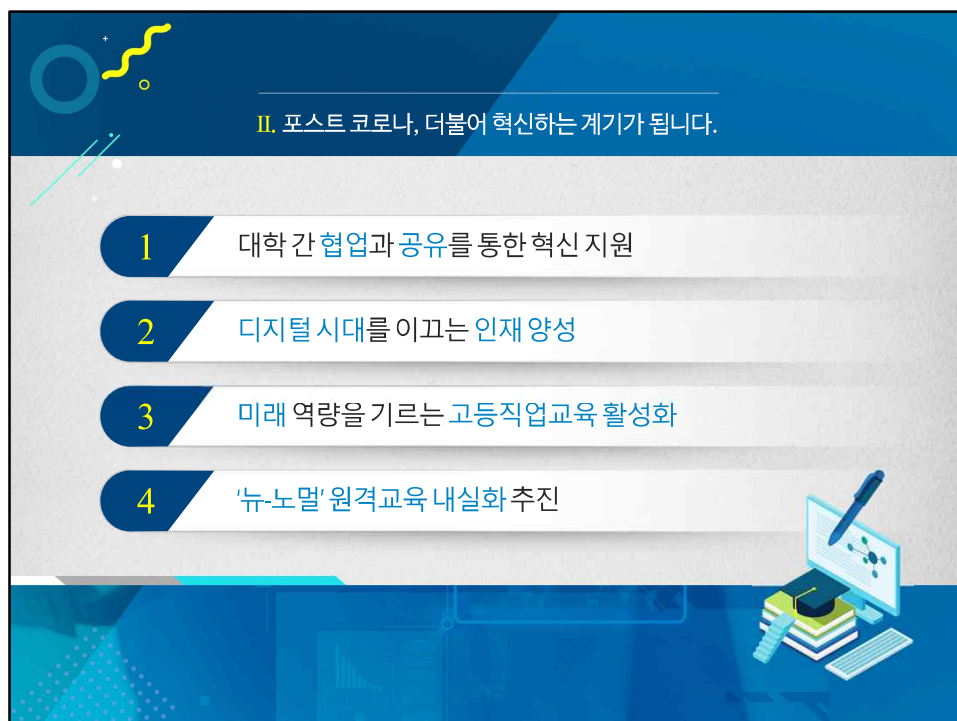 II. 포스트 코로나, 더불어 혁신하는 계기가 됩니다.
1 대학 간 협업과 공유를 통한 혁신 지원
2 디지털 시대를 이끄는 인재 양성
3 미래 역량을 기르는 고등직업교육 활성화
4 '뉴-노멀' 원격교육 내실화 추진